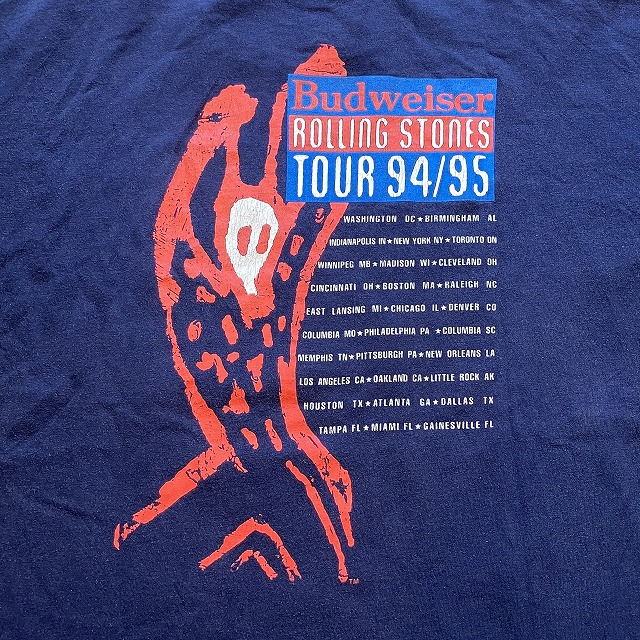 Budweiser
ROLLING STONES
TOUR 94/95
WASHINGTON DC★BIRMINGHAM AL
INDIANAPOLIS IN★NEW YORK NY★TORONTO ON
WINNIPEG MB★MADISON WI★CLEVELAND OH
CINCINNATI OH★BOSTON MA★RALEIGH NC
EAST LANSING MI★CHICAGO IL★DENVER CO
COLUMBIA MO★PHILADELPHIA PA ★COLUMBIA SC
MEMPHIS TN★PITTSBURGH PA★NEW ORLEANS LA
LOS ANGELES CA★OAKLAND CA★LITTLE ROCK AK
HOUSTON TX★ATLANTA GA★DALLAS TX
TAMPA FL★MIAMI FL★GAINESVILLE FL
TM